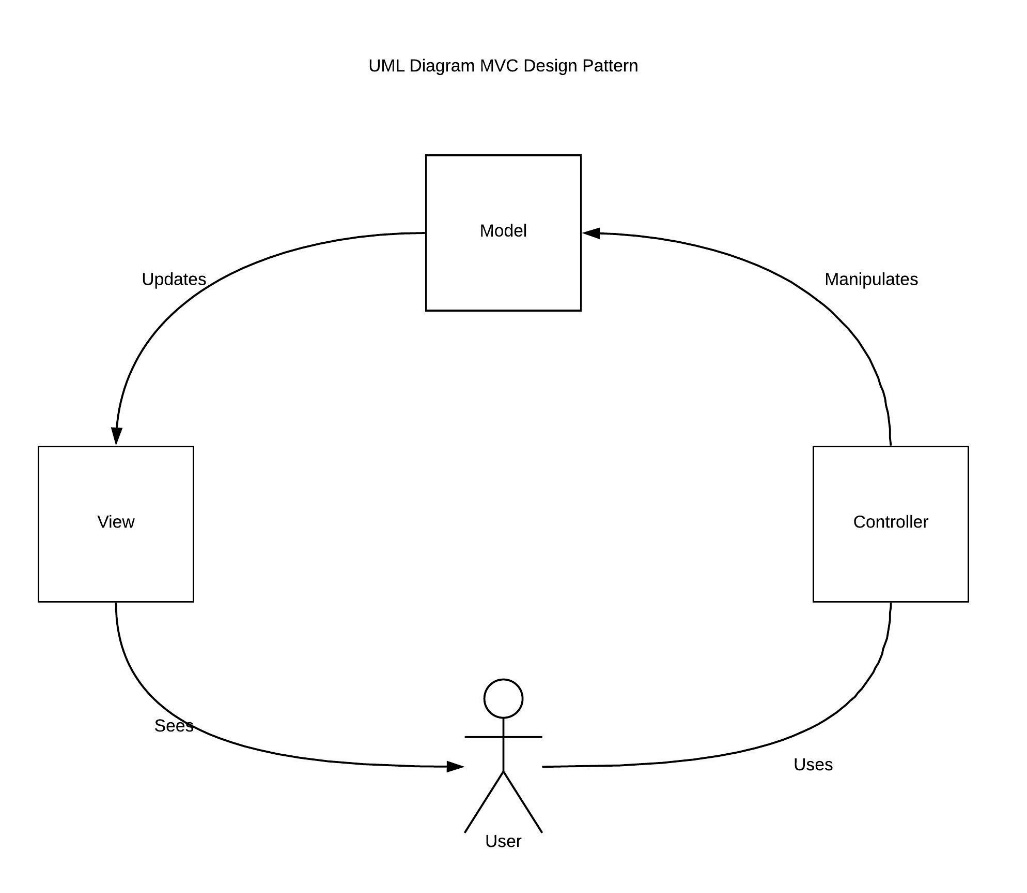 UML Diagram MVC Design Pattern
Model
Updates
Manipulates
View
Controller
Sees
Uses
User